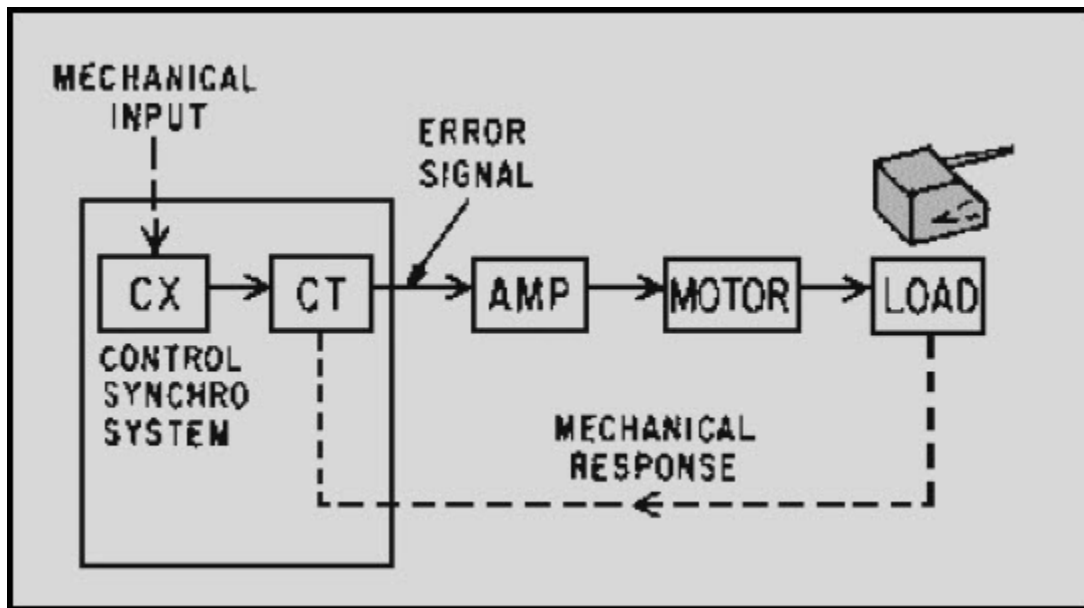 MECHANICAL
INPUT
ERROR
SIGNAL
CX
CT
AMP
MOTOR
LOAD
CONTROL
SYNCHRO
SYSTEM
MECHANICAL
RESPONSE